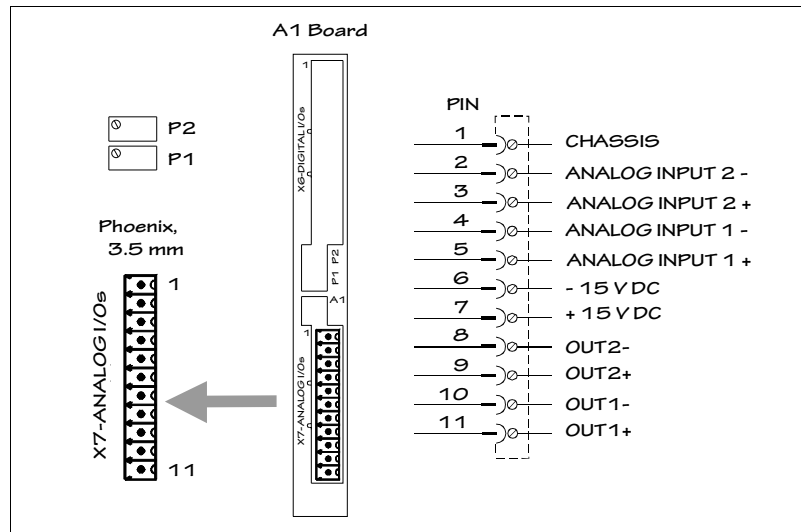 A1 Board
1
X6-DIGITAL I/Os
P1 P2
A1
1
X7-ANALOG I/Os
P2
P1
Phoenix,
3.5 mm
1
X7-ANALOG I/Os
11
PIN
1 CHASSIS
2 ANALOG INPUT 2 -
3 ANALOG INPUT 2 +
4 ANALOG INPUT 1 -
5 ANALOG INPUT 1 +
6 - 15 V DC
7 + 15 V DC
8 OUT2-
9 OUT2+
10 OUT1-
11 OUT1+